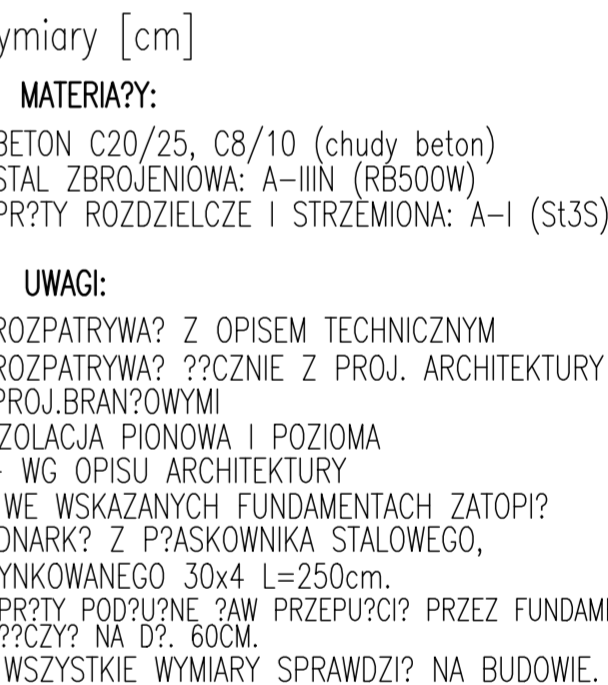 ymiary [cm]
MATERIA?Y:
BETON C20/25, C8/10 (chudy beton)
STAL ZBROJENIOWA: A-IIIN (RB500W)
PR?TY ROZDZIELCZE I STRZEMIONA: A-I (St3S)
UWAGI:
ROZPATRYWA? Z OPISEM TECHNICZNYM
ROZPATRYWA? ??CZNIE Z PROJ. ARCHITEKTURY
PROJ.BRAN?OWYMI
ZOLACJA PIONOWA I POZIOMA
- WG OPISU ARCHITEKTURY
WE WSKAZANYCH FUNDAMENTACH ZATOPI?
ONARK? Z P?ASKOWNIKA STALOWEGO,
YNKOWANEGO 30x4 L=250cm.
PR?TY POD?U?NE ?AW PRZEPU?CI? PRZEZ FUNDAM
??CZY? NA D?. 60CM.
WSZYSTKIE WYMIARY SPRAWDZI? NA BUDOWIE.